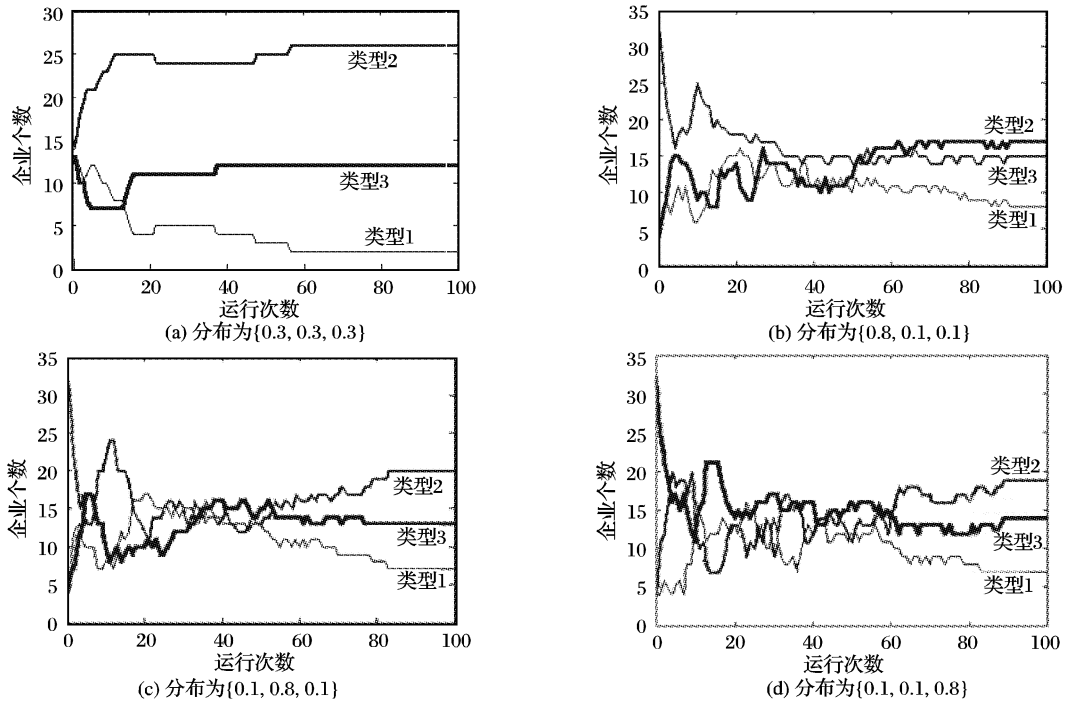 30
25
20
15
10
5
0
企业个数
类型2
类型3
类型1
0 20 40 60 80 100
运行次数
(a) 分布为{0.3, 0.3, 0.3}
35
30
25
20
15
10
5
0
企业个数
类型2
类型3
类型1
0 20 40 60 80 100
运行次数
(b) 分布为{0.8, 0.1, 0.1}
35
30
25
20
15
10
5
0
企业个数
类型2
类型3
类型1
0 20 40 60 80 100
运行次数
(c) 分布为{0.1, 0.8, 0.1}
35
30
25
20
15
10
5
0
企业个数
类型2
类型3
类型1
0 20 40 60 80 100
运行次数
(d) 分布为{0.1, 0.1, 0.8}